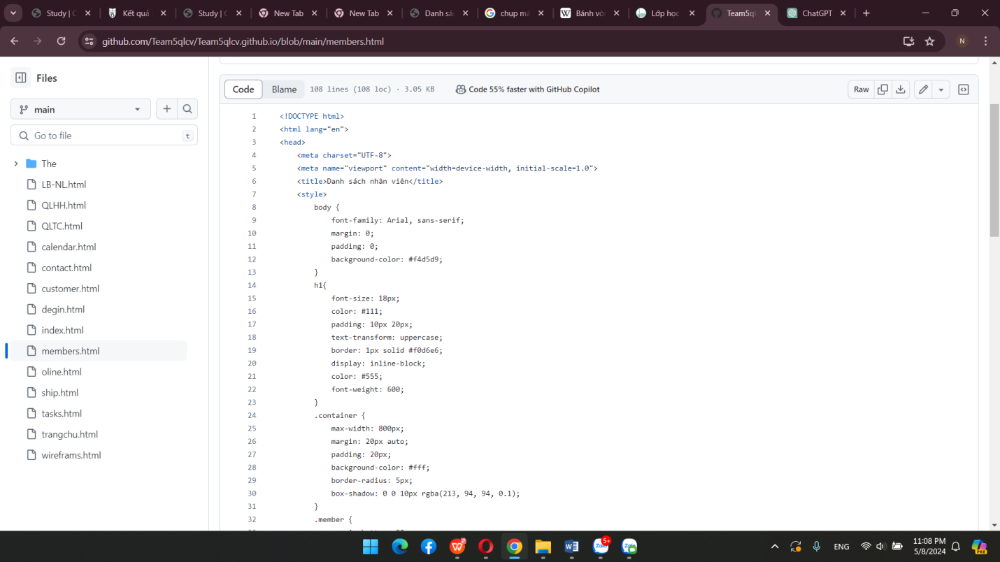 Study | G
Kết quả
Study | G
New Tab
New Tab
Danh sác
chụp mà
Bánh vò
Lớp học
Team5ql
ChatGPT
github.com/Team5qlcv/Team5qlcv.github.io/blob/main/members.html
N
Files
main
Go to file
t
The
LB-NL.html
QLHH.html
QLTC.html
calendar.html
contact.html
customer.html
degin.html
index.html
members.html
oline.html
ship.html
tasks.html
trangchu.html
wireframs.html
Code Blame 108 lines (108 loc) · 3.05 KB Code 55% faster with GitHub Copilot Raw
1 <!DOCTYPE html>
2 <html lang="en">
3 <head>
4 <meta charset="UTF-8">
5 <meta name="viewport" content="width=device-width, initial-scale=1.0">
6 <title>Danh sách nhân viên</title>
7 <style>
8 body {
9 font-family: Arial, sans-serif;
10 margin: 0;
11 padding: 0;
12 background-color: #f4d5d9;
13 }
14 h1{
15 font-size: 18px;
16 color: #111;
17 padding: 10px 20px;
18 text-transform: uppercase;
19 border: 1px solid #f0d6e6;
20 display: inline-block;
21 color: #555;
22 font-weight: 600;
23 }
24 .container {
25 max-width: 800px;
26 margin: 20px auto;
27 padding: 20px;
28 background-color: #fff;
29 border-radius: 5px;
30 box-shadow: 0 0 10px rgba(213, 94, 94, 0.1);
31 }
32 .member {
5+
ENG
11:08 PM
5/8/2024
PRE